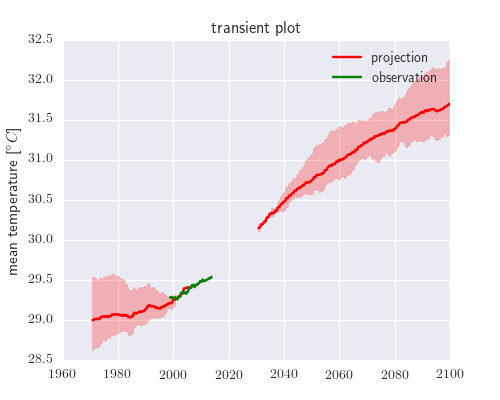 transient plot
32.5
32.0
31.5
31.0
30.5
30.0
29.5
29.0
28.5
mean temperature [°C]
projection
observation
1960 1980 2000 2020 2040 2060 2080 2100